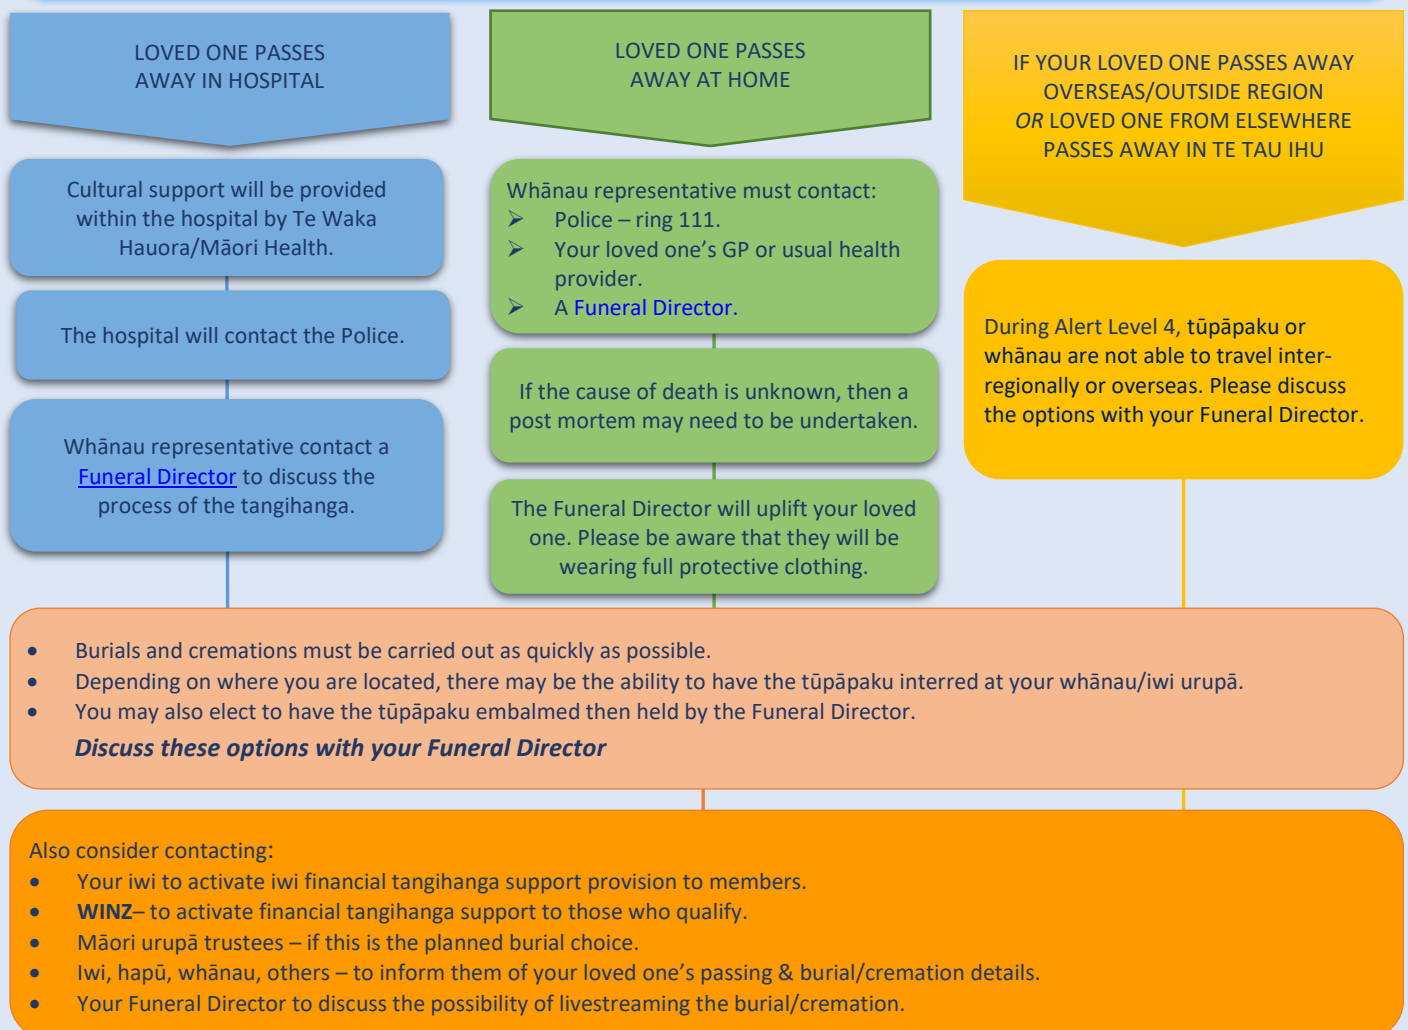 LOVED ONE PASSES
AWAY IN HOSPITAL
Cultural support will be provided
within the hospital by Te Waka
Hauora/Māori Health.
The hospital will contact the Police.
Whānau representative contact a
Funeral Director to discuss the
process of the tangihanga.
LOVED ONE PASSES
AWAY AT HOME
Whānau representative must contact:
➢ Police – ring 111.
➢ Your loved one’s GP or usual health
provider.
➢ A Funeral Director.
If the cause of death is unknown, then a
post mortem may need to be undertaken.
The Funeral Director will uplift your loved
one. Please be aware that they will be
wearing full protective clothing.
IF YOUR LOVED ONE PASSES AWAY
OVERSEAS/OUTSIDE REGION
OR LOVED ONE FROM ELSEWHERE
PASSES AWAY IN TE TAU IHU
During Alert Level 4, tūpāpaku or
whānau are not able to travel inter-
regionally or overseas. Please discuss
the options with your Funeral Director.
• Burials and cremations must be carried out as quickly as possible.
• Depending on where you are located, there may be the ability to have the tūpāpaku interred at your whānau/iwi urupā.
• You may also elect to have the tūpāpaku embalmed then held by the Funeral Director.
Discuss these options with your Funeral Director
Also consider contacting:
• Your iwi to activate iwi financial tangihanga support provision to members.
• WINZ– to activate financial tangihanga support to those who qualify.
• Māori urupā trustees – if this is the planned burial choice.
• Iwi, hapū, whānau, others – to inform them of your loved one’s passing & burial/cremation details.
• Your Funeral Director to discuss the possibility of livestreaming the burial/cremation.